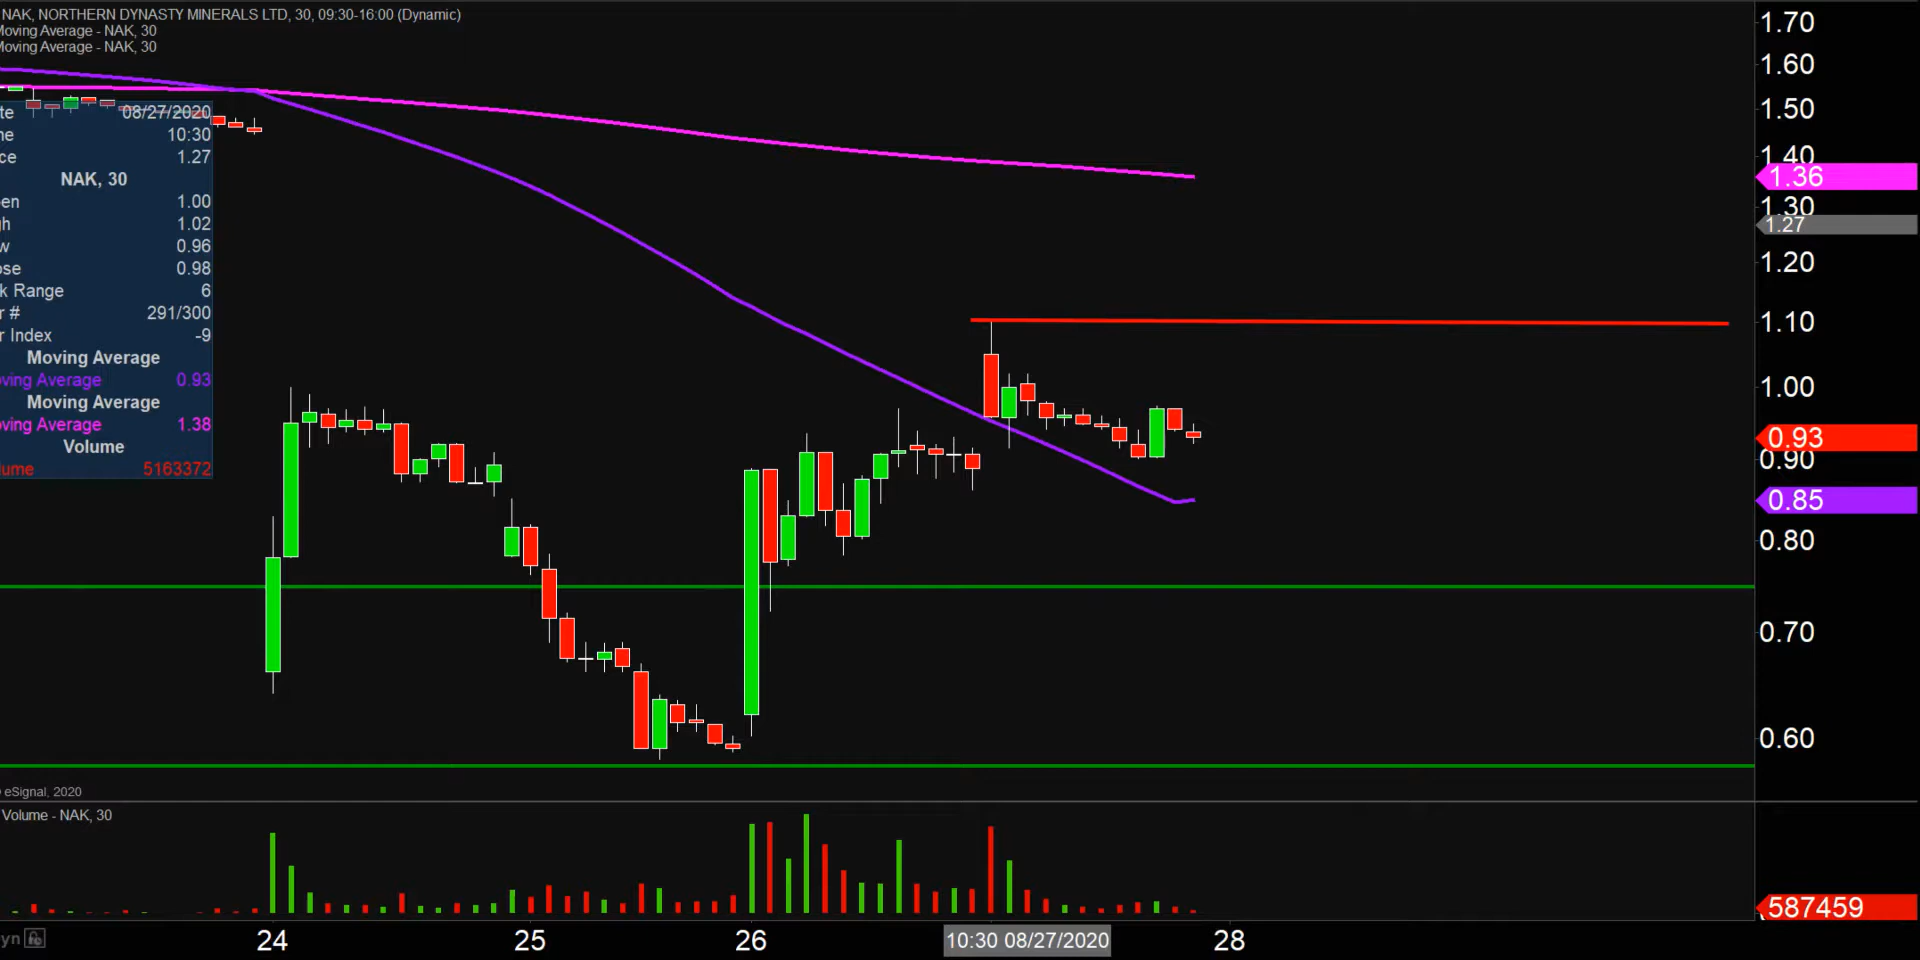 NAK, NORTHERN DYNASTY MINERALS LTD, 30, 09:30-16:00 (Dynamic)
Moving Average - NAK, 30
Moving Average - NAK, 30
te 08/27/2020
ne 10:30
ce 1.27
NAK, 30
en 1.00
gh 1.02
w 0.96
ose 0.98
k Range 6
r # 291/300
r Index -9
Moving Average
ving Average 0.93
Moving Average
ving Average 1.38
Volume
ume 5163372
1.70
1.60
1.50
1.40
1.36
1.30
1.27
1.20
1.10
1.00
0.93
0.90
0.85
0.80
0.70
0.60
eSignal, 2020
Volume - NAK, 30
587459
yn
24 25 26 10:30 08/27/2020 28